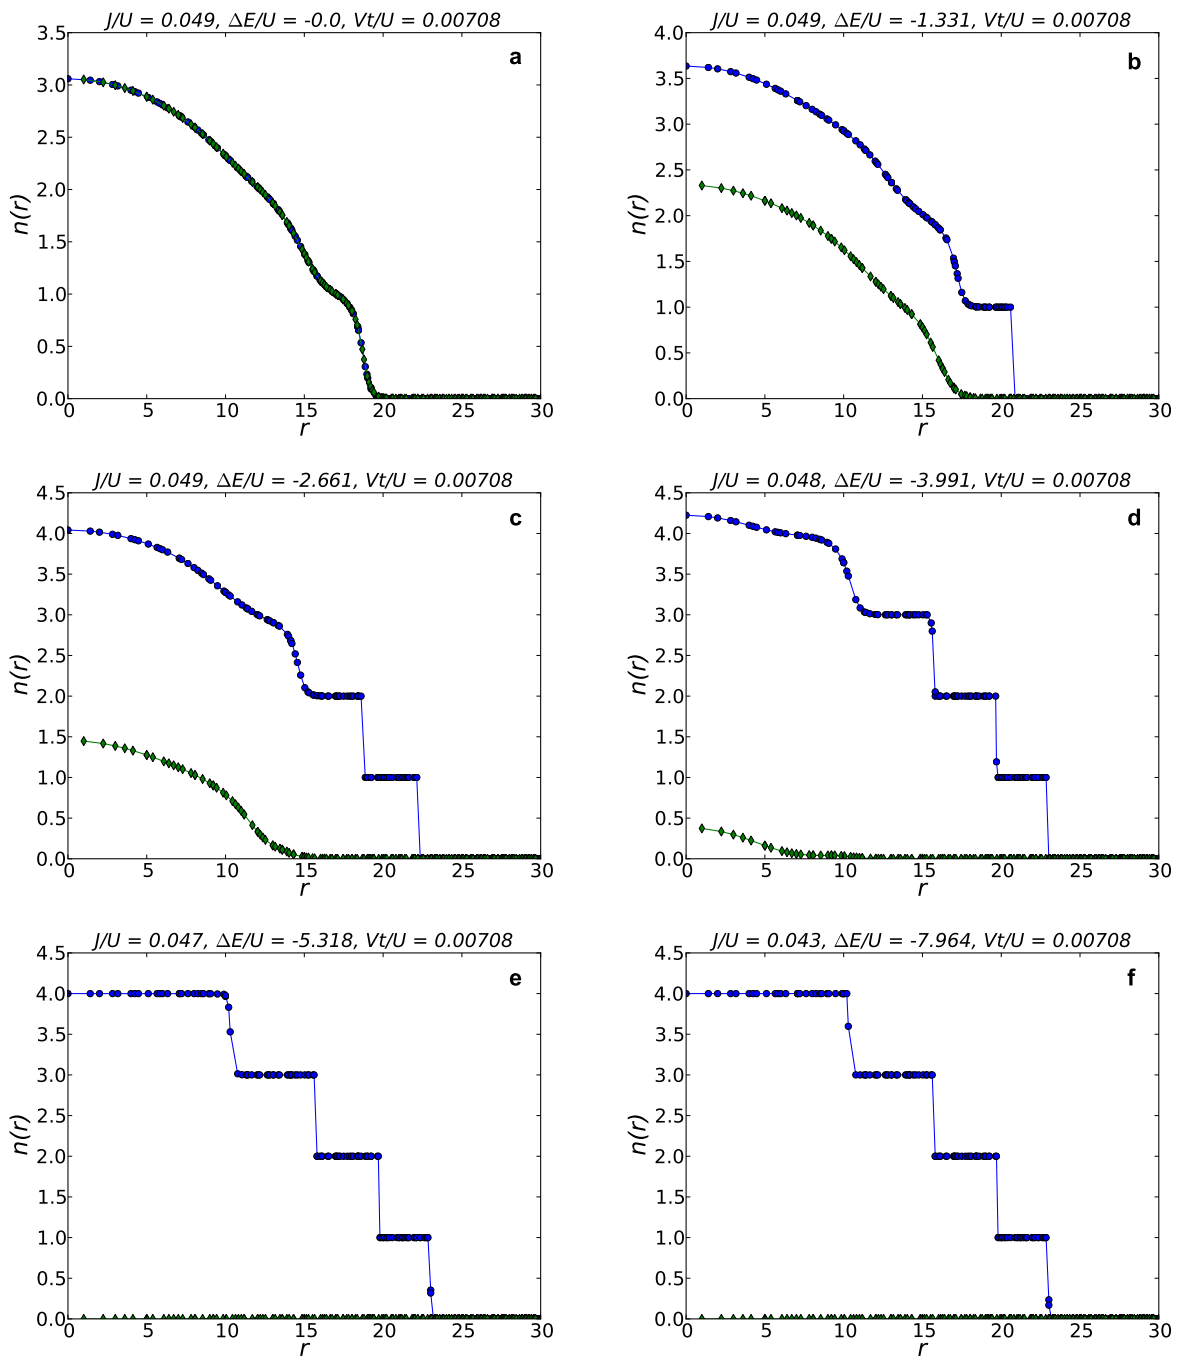 J/U = 0.049, ΔE/U = -0.0, Vt/U = 0.00708
a
3.5
3.0
2.5
2.0
1.5
1.0
0.5
0.0
n(r)
0 5 10 15 20 25 30
r
J/U = 0.049, ΔE/U = -1.331, Vt/U = 0.00708
b
4.0
3.5
3.0
2.5
2.0
1.5
1.0
0.5
0.0
n(r)
0 5 10 15 20 25 30
r
J/U = 0.049, ΔE/U = -2.661, Vt/U = 0.00708
c
4.5
4.0
3.5
3.0
2.5
2.0
1.5
1.0
0.5
0.0
n(r)
0 5 10 15 20 25 30
r
J/U = 0.048, ΔE/U = -3.991, Vt/U = 0.00708
d
4.5
4.0
3.5
3.0
2.5
2.0
1.5
1.0
0.5
0.0
n(r)
0 5 10 15 20 25 30
r
J/U = 0.047, ΔE/U = -5.318, Vt/U = 0.00708
e
4.5
4.0
3.5
3.0
2.5
2.0
1.5
1.0
0.5
0.0
n(r)
0 5 10 15 20 25 30
r
J/U = 0.043, ΔE/U = -7.964, Vt/U = 0.00708
f
4.5
4.0
3.5
3.0
2.5
2.0
1.5
1.0
0.5
0.0
n(r)
0 5 10 15 20 25 30
r